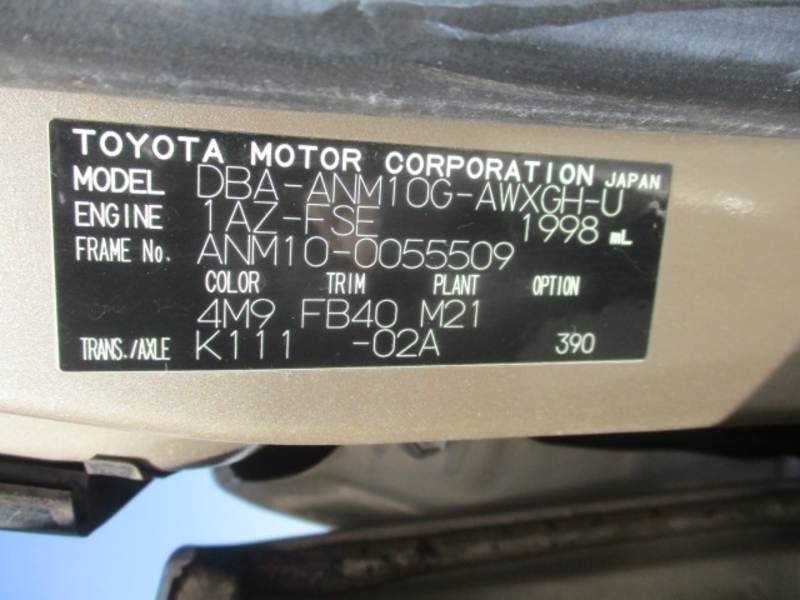 TOYOTA MOTOR CORPORATION JAPAN
MODEL DBA-ANM10G-AWXGH-U
ENGINE 1AZ-FSE 1998 mL
FRAME No. ANM10-0055509
COLOR TRIM PLANT OPTION
4M9 FB40 M21
TRANS./AXLE K111 -02A 390